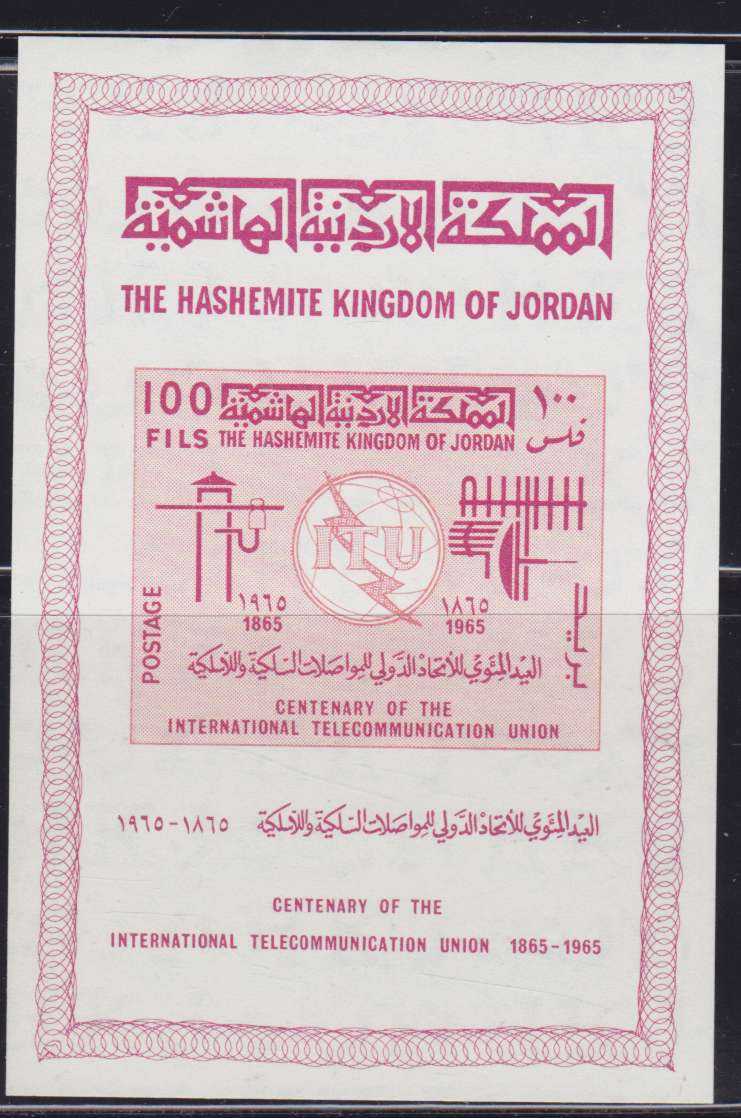 المملكة الاردنية الهاشمية
THE HASHEMITE KINGDOM OF JORDAN
100 المملكة الاردنية الهاشمية ١٠٠
FILS THE HASHEMITE KINGDOM OF JORDAN فلس
ITU
١٩٦٥ ١٨٦٥
1865 1965
POSTAGE
بريد
العيد المئوي للأتحاد الدولي للمواصلات السلكية واللاسلكية
CENTENARY OF THE
INTERNATIONAL TELECOMMUNICATION UNION
العيد المئوي للأتحاد الدولي للمواصلات السلكية واللاسلكية ١٨٦٥-١٩٦٥
CENTENARY OF THE
INTERNATIONAL TELECOMMUNICATION UNION 1865-1965